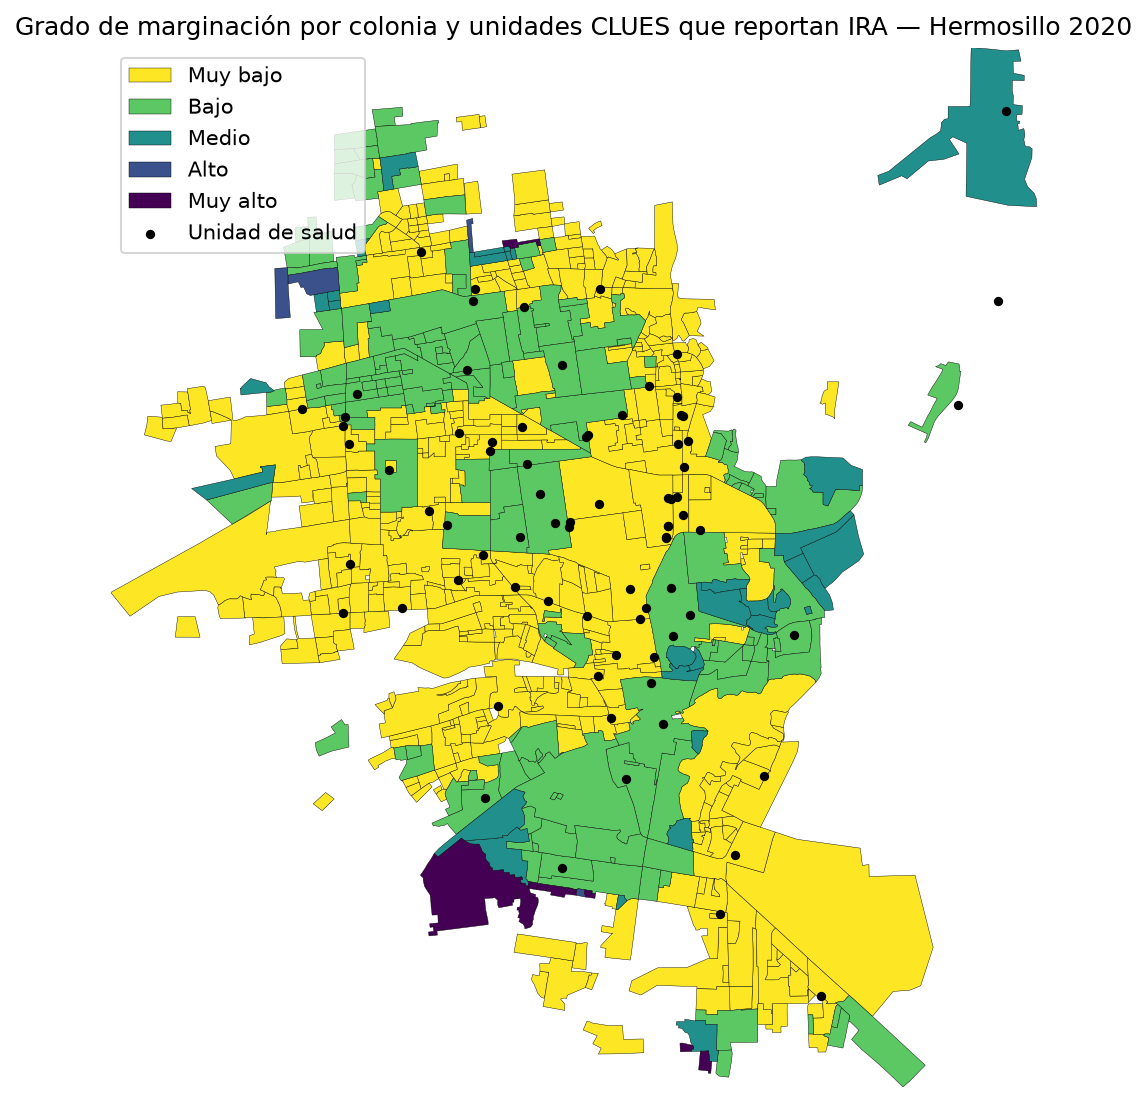 Grado de marginación por colonia y unidades CLUES que reportan IRA — Hermosillo 2020
Muy bajo
Bajo
Medio
Alto
Muy alto
Unidad de salud